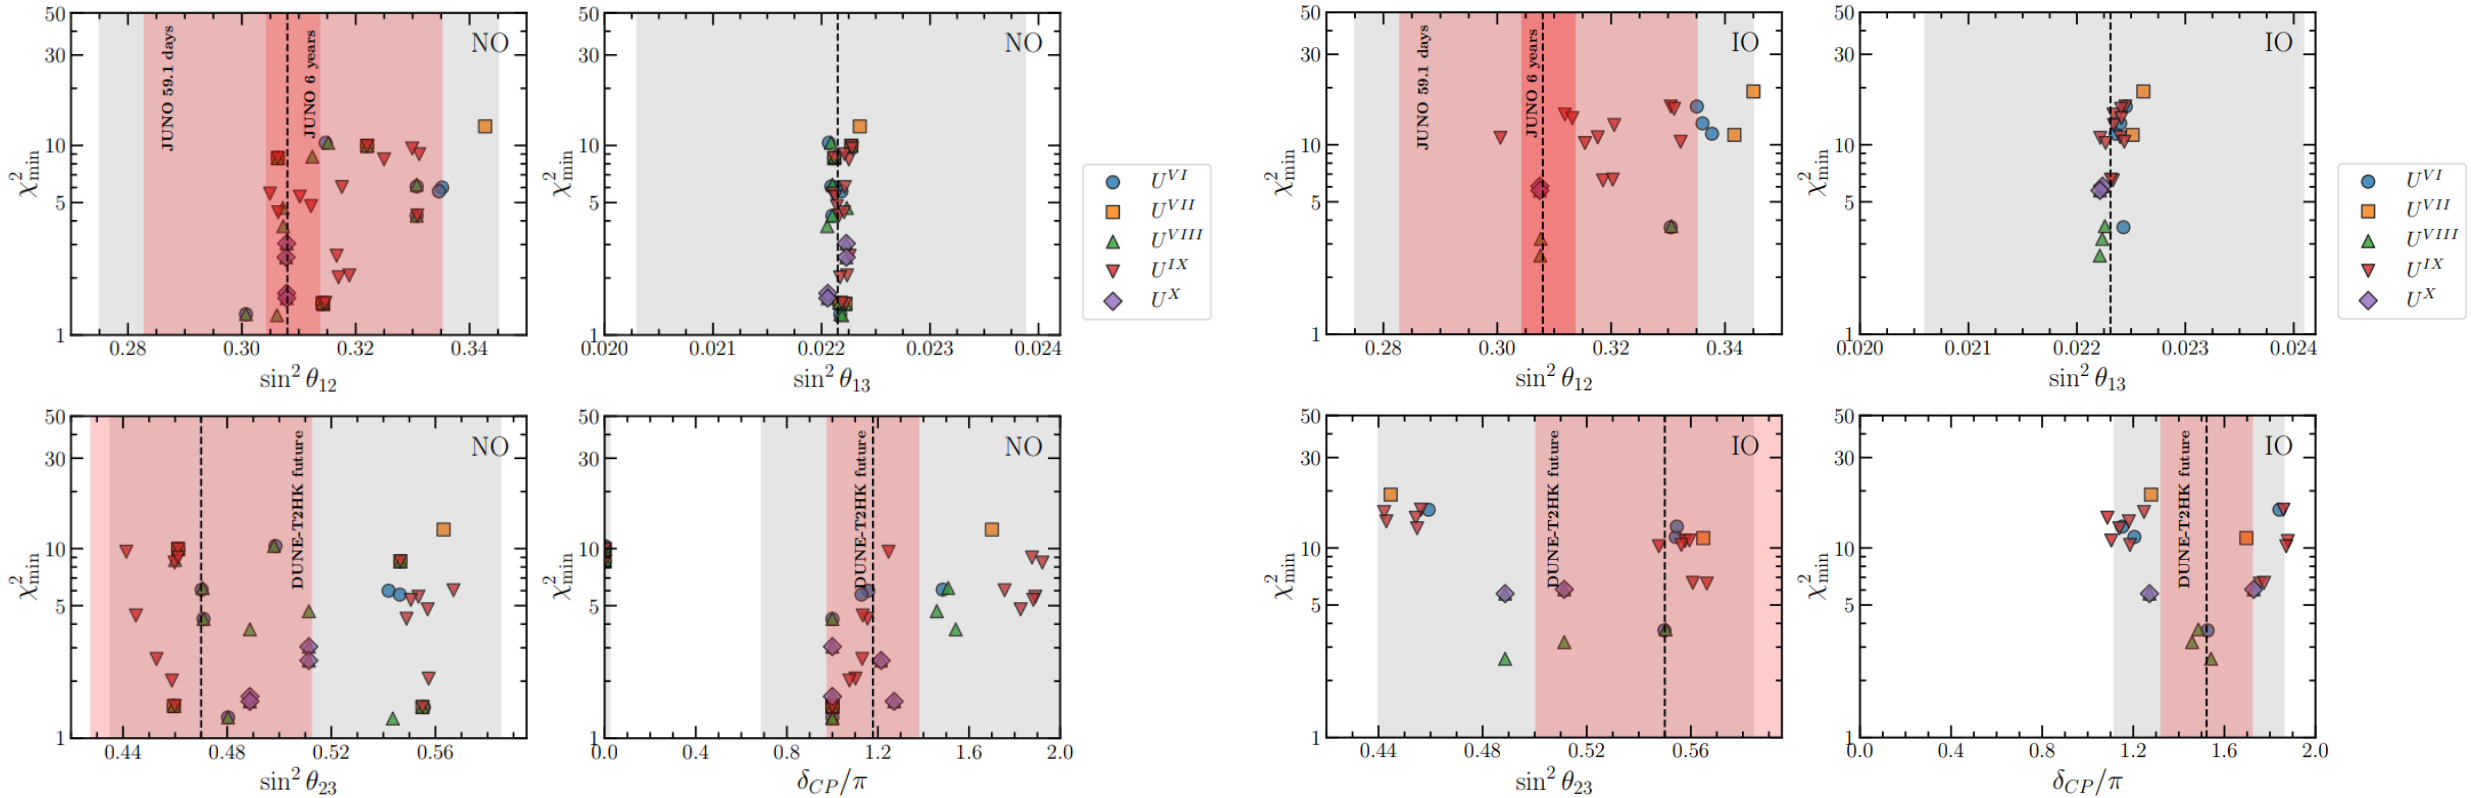 50
30
10
5
1
χ²min
0.28 0.30 0.32 0.34
sin² θ12
JUNO 59.1 days
JUNO 6 years
NO
50
30
10
5
1
χ²min
0.020 0.021 0.022 0.023 0.024
sin² θ13
NO
U^VI
U^VII
U^VIII
U^IX
U^X
50
30
10
5
1
χ²min
0.28 0.30 0.32 0.34
sin² θ12
JUNO 59.1 days
JUNO 6 years
IO
50
30
10
5
1
χ²min
0.020 0.021 0.022 0.023 0.024
sin² θ13
IO
U^VI
U^VII
U^VIII
U^IX
U^X
50
30
10
5
1
χ²min
0.44 0.48 0.52 0.56
sin² θ23
DUNE-T2HK future
NO
50
30
10
5
1
χ²min
0.0 0.4 0.8 1.2 1.6 2.0
δCP/π
DUNE-T2HK future
NO
50
30
10
5
1
χ²min
0.44 0.48 0.52 0.56
sin² θ23
DUNE-T2HK future
IO
50
30
10
5
1
χ²min
0.0 0.4 0.8 1.2 1.6 2.0
δCP/π
DUNE-T2HK future
IO